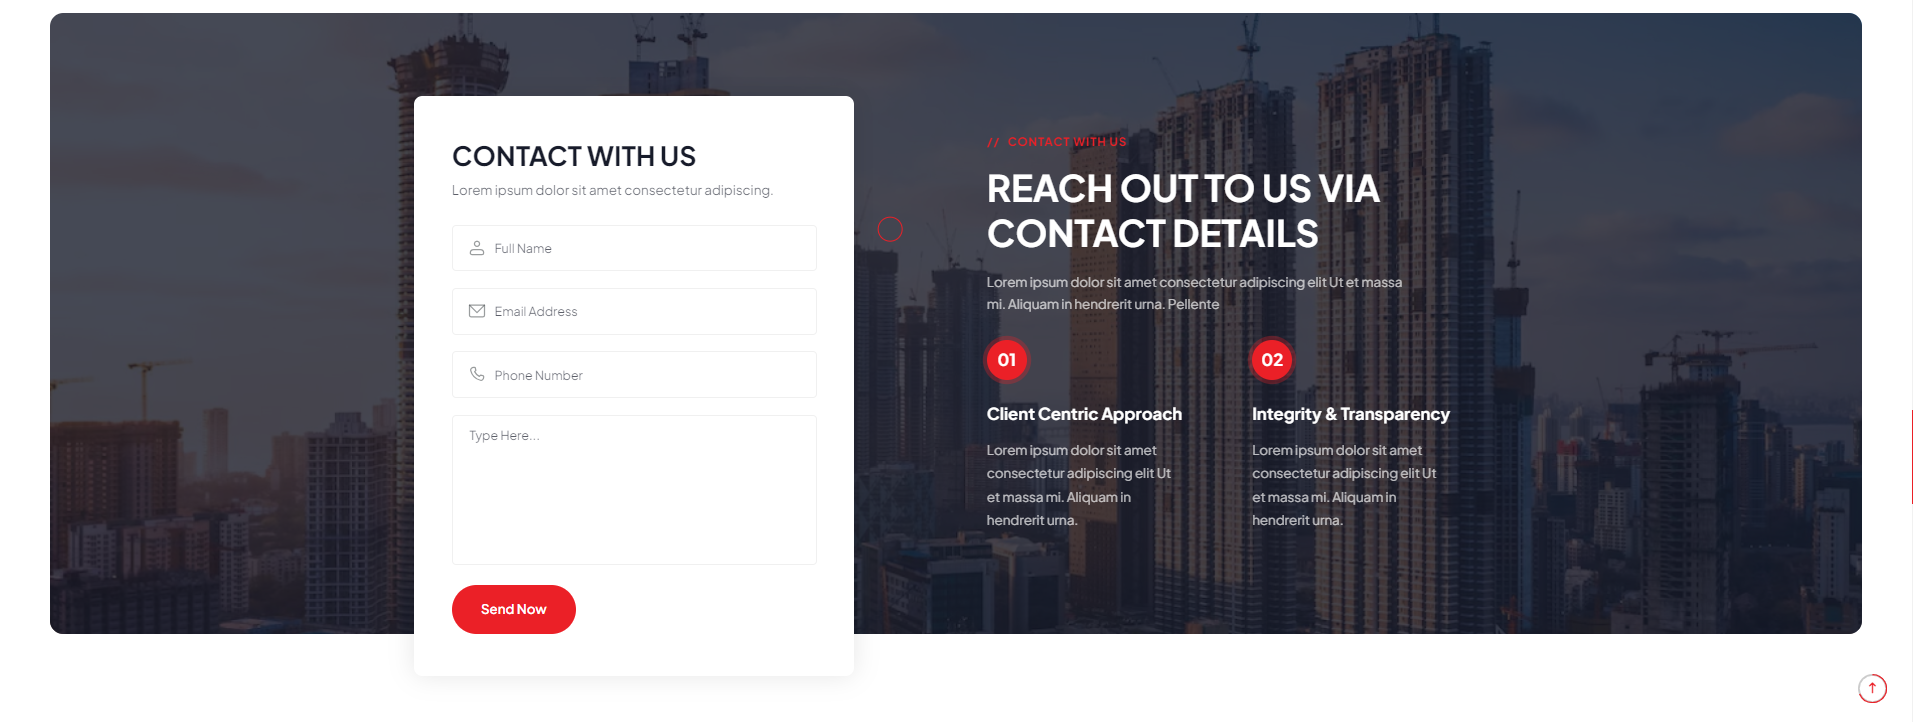 CONTACT WITH US
Lorem ipsum dolor sit amet consectetur adipiscing.
Full Name
Email Address
Phone Number
Type Here...
Send Now
// CONTACT WITH US
REACH OUT TO US VIA
CONTACT DETAILS
Lorem ipsum dolor sit amet consectetur adipiscing elit Ut et massa
mi. Aliquam in hendrerit urna. Pellente
01
Client Centric Approach
Lorem ipsum dolor sit amet
consectetur adipiscing elit Ut
et massa mi. Aliquam in
hendrerit urna.
02
Integrity & Transparency
Lorem ipsum dolor sit amet
consectetur adipiscing elit Ut
et massa mi. Aliquam in
hendrerit urna.